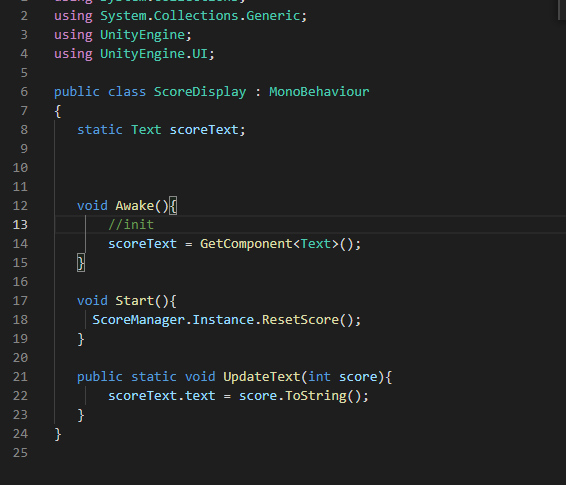 2 using System.Collections.Generic;
3 using UnityEngine;
4 using UnityEngine.UI;
5
6 public class ScoreDisplay : MonoBehaviour
7 {
8 static Text scoreText;
9
10
11
12 void Awake(){
13 //init
14 scoreText = GetComponent<Text>();
15 }
16
17 void Start(){
18 ScoreManager.Instance.ResetScore();
19 }
20
21 public static void UpdateText(int score){
22 scoreText.text = score.ToString();
23 }
24 }
25